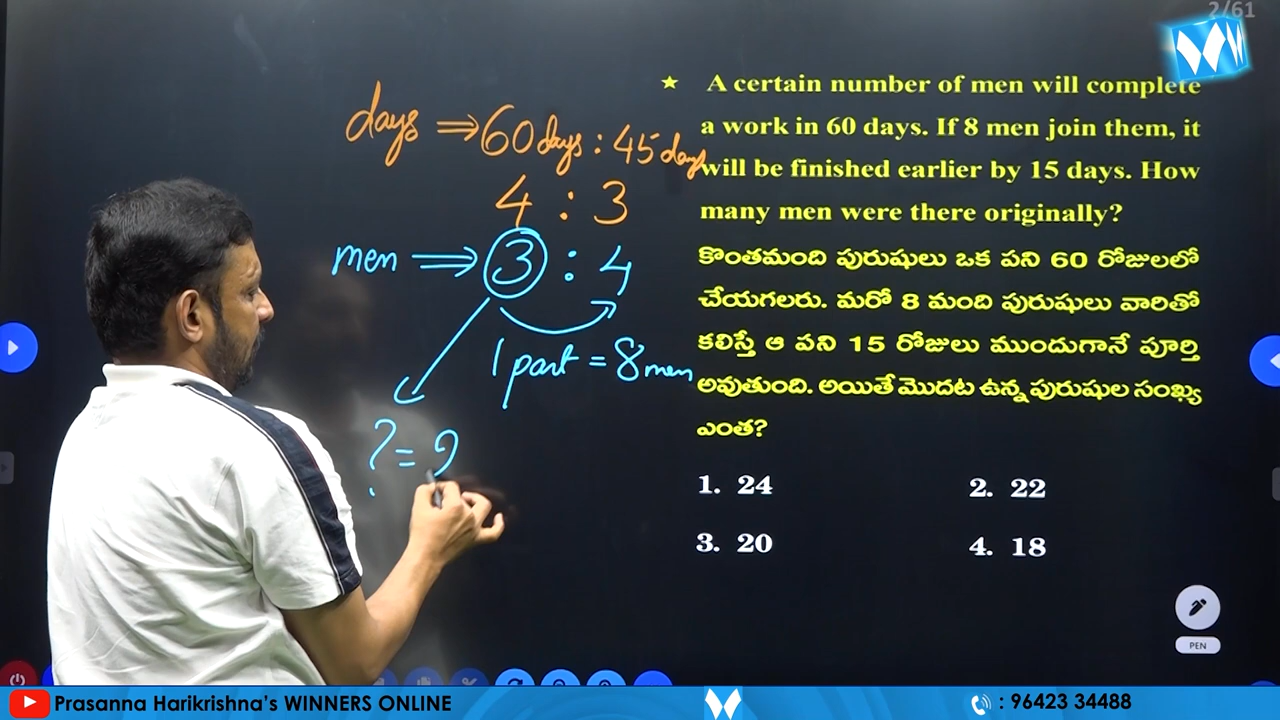 2/61
★ A certain number of men will complete
a work in 60 days. If 8 men join them, it
will be finished earlier by 15 days. How
many men were there originally?
కొంతమంది పురుషులు ఒక పని 60 రోజులలో
చేయగలరు. మరో 8 మంది పురుషులు వారితో
కలిస్తే ఆ పని 15 రోజులు ముందుగానే పూర్తి
అవుతుంది. అయితే మొదట ఉన్న పురుషుల సంఖ్య
ఎంత?
1. 24 2. 22
3. 20 4. 18
days ⇒ 60 days : 45 days
4 : 3
men ⇒ 3 : 4
1 part = 8 men
? = 2
PEN
Prasanna Harikrishna's WINNERS ONLINE
: 96423 34488